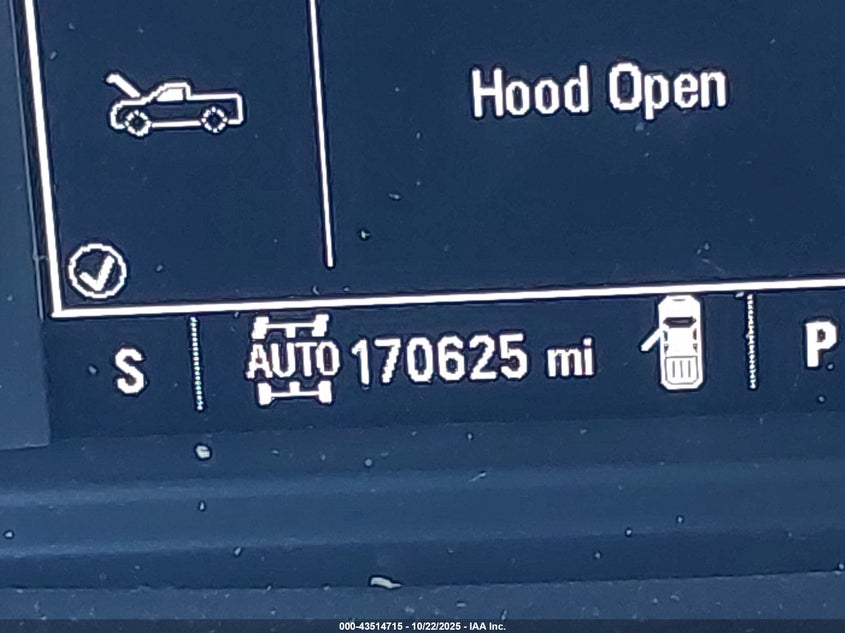 Hood Open
S AUTO 170625 mi P
000-43514715 - 10/22/2025 - IAA Inc.